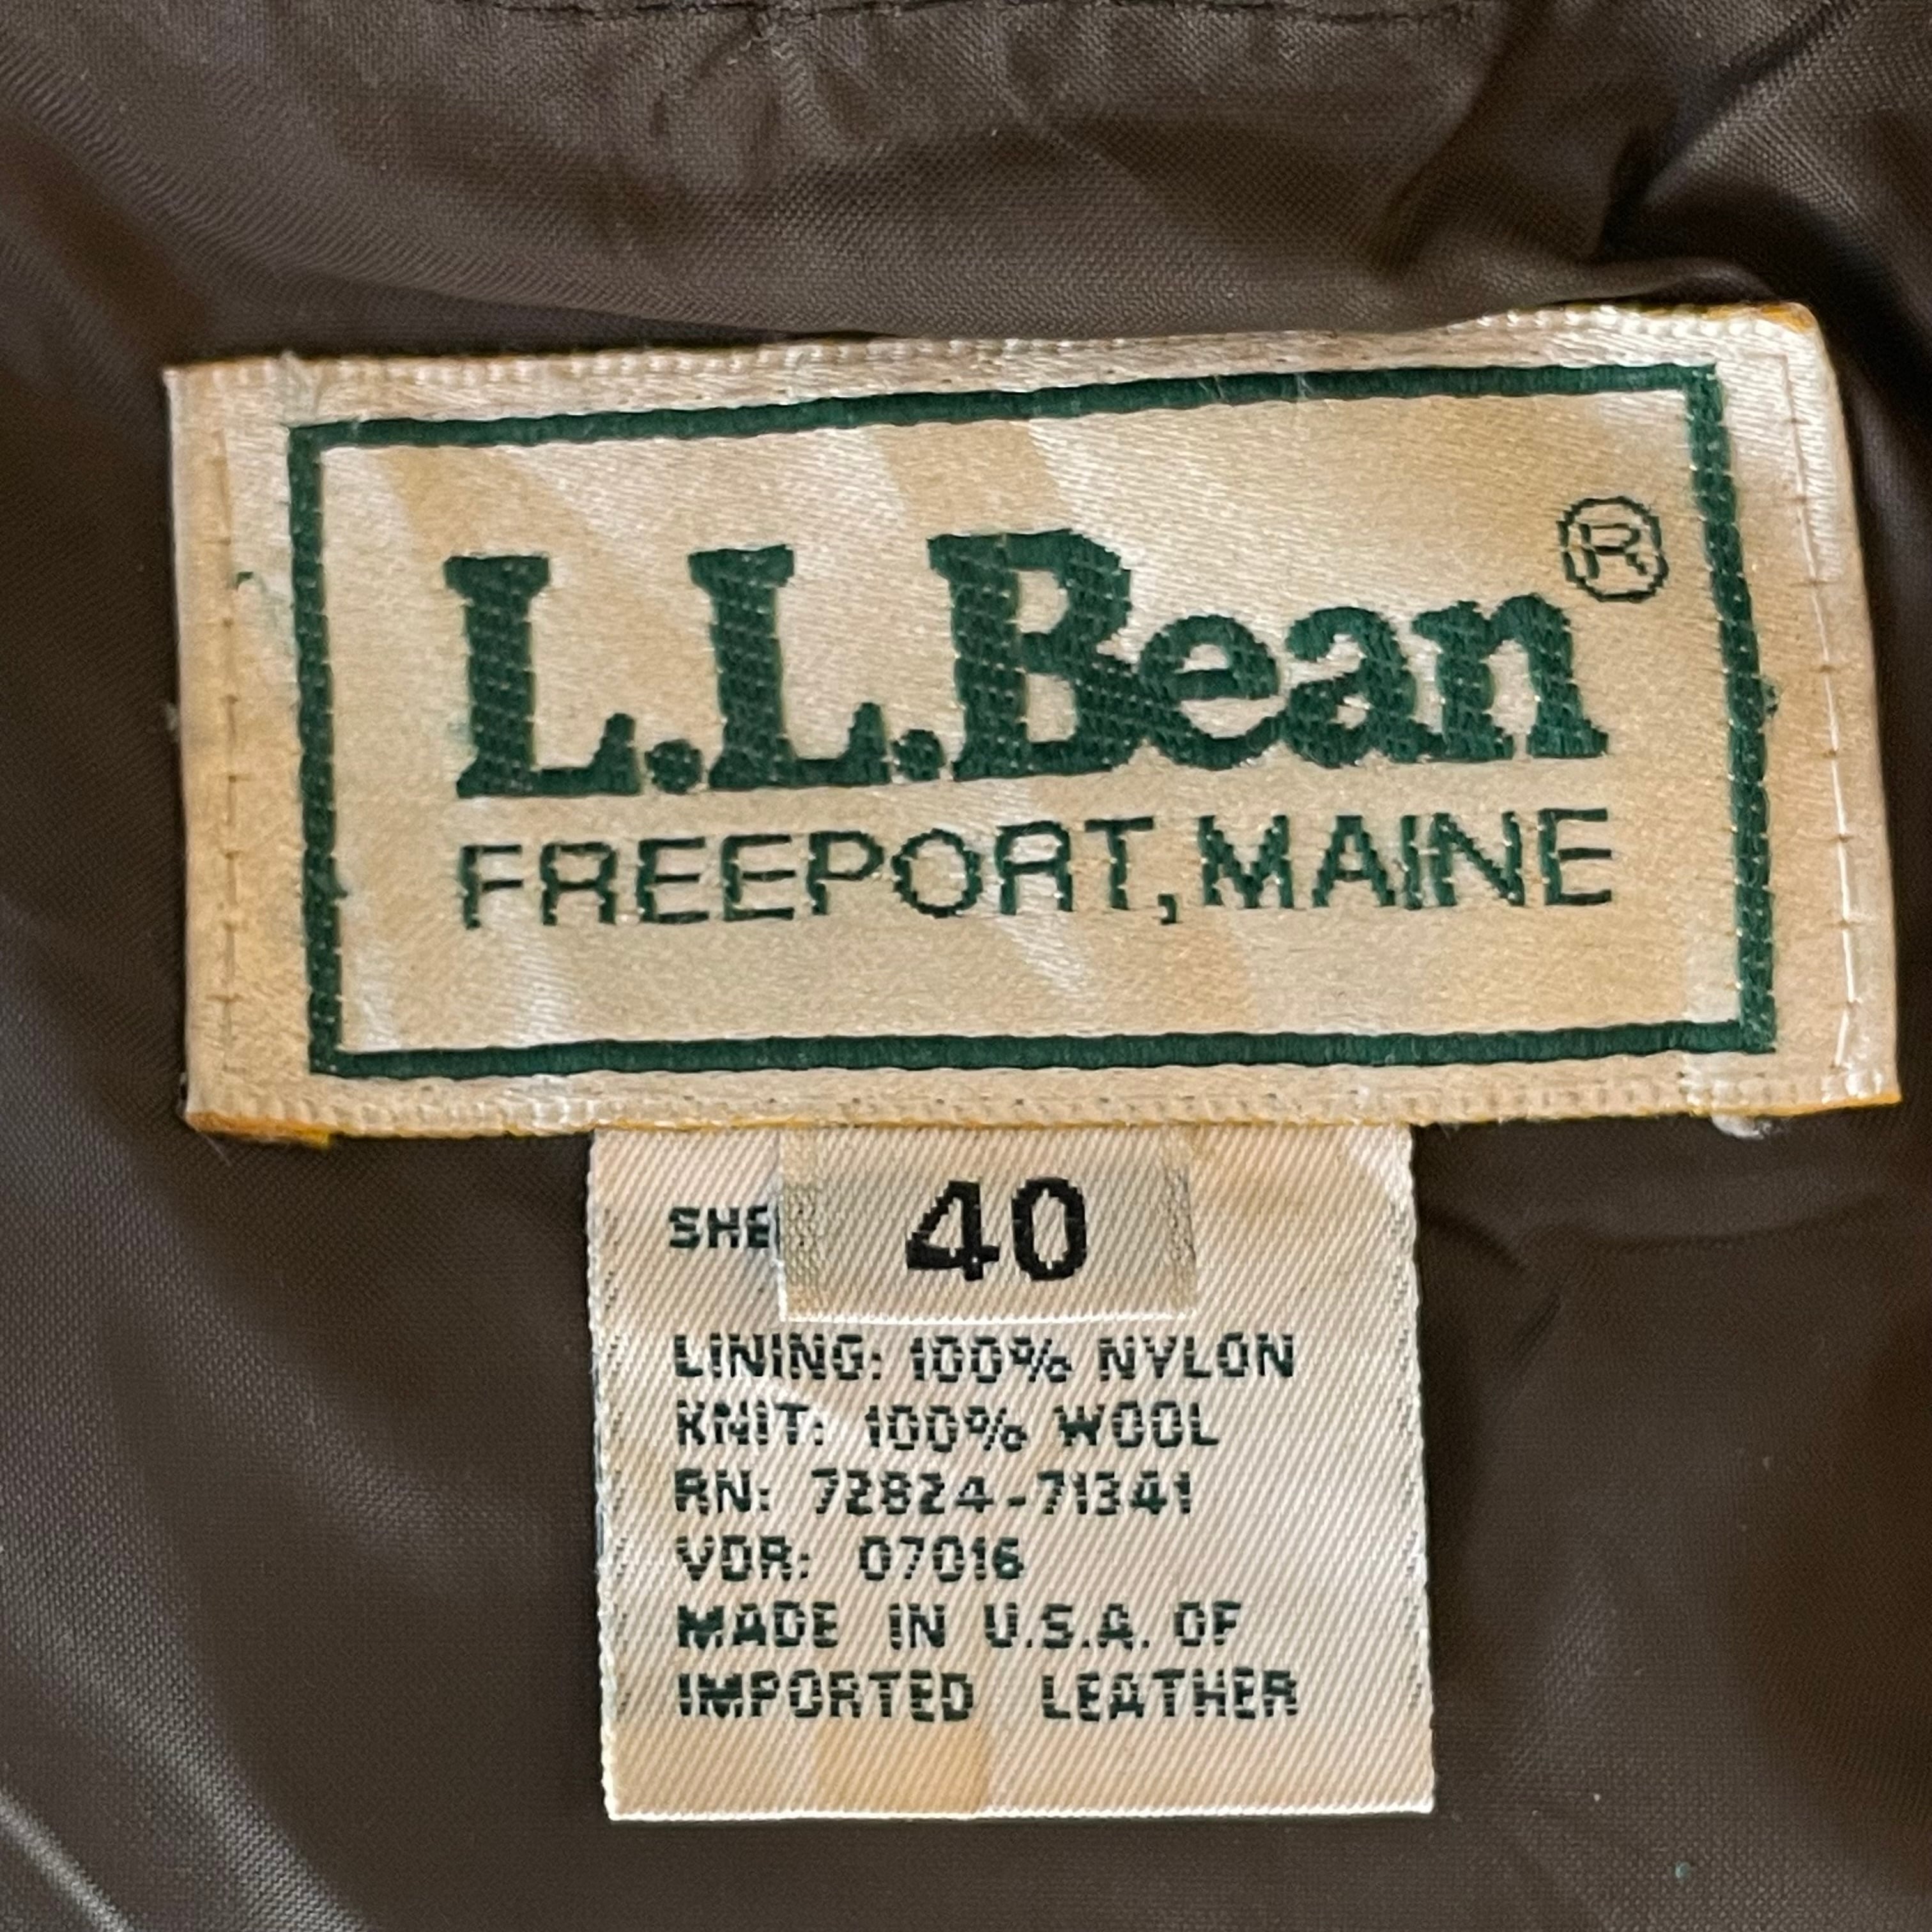 L.L.Bean®
FREEPORT, MAINE
40
LINING: 100% NYLON
KNIT: 100% WOOL
RN: 72824-71341
VDR: 07016
MADE IN U.S.A. OF
IMPORTED LEATHER